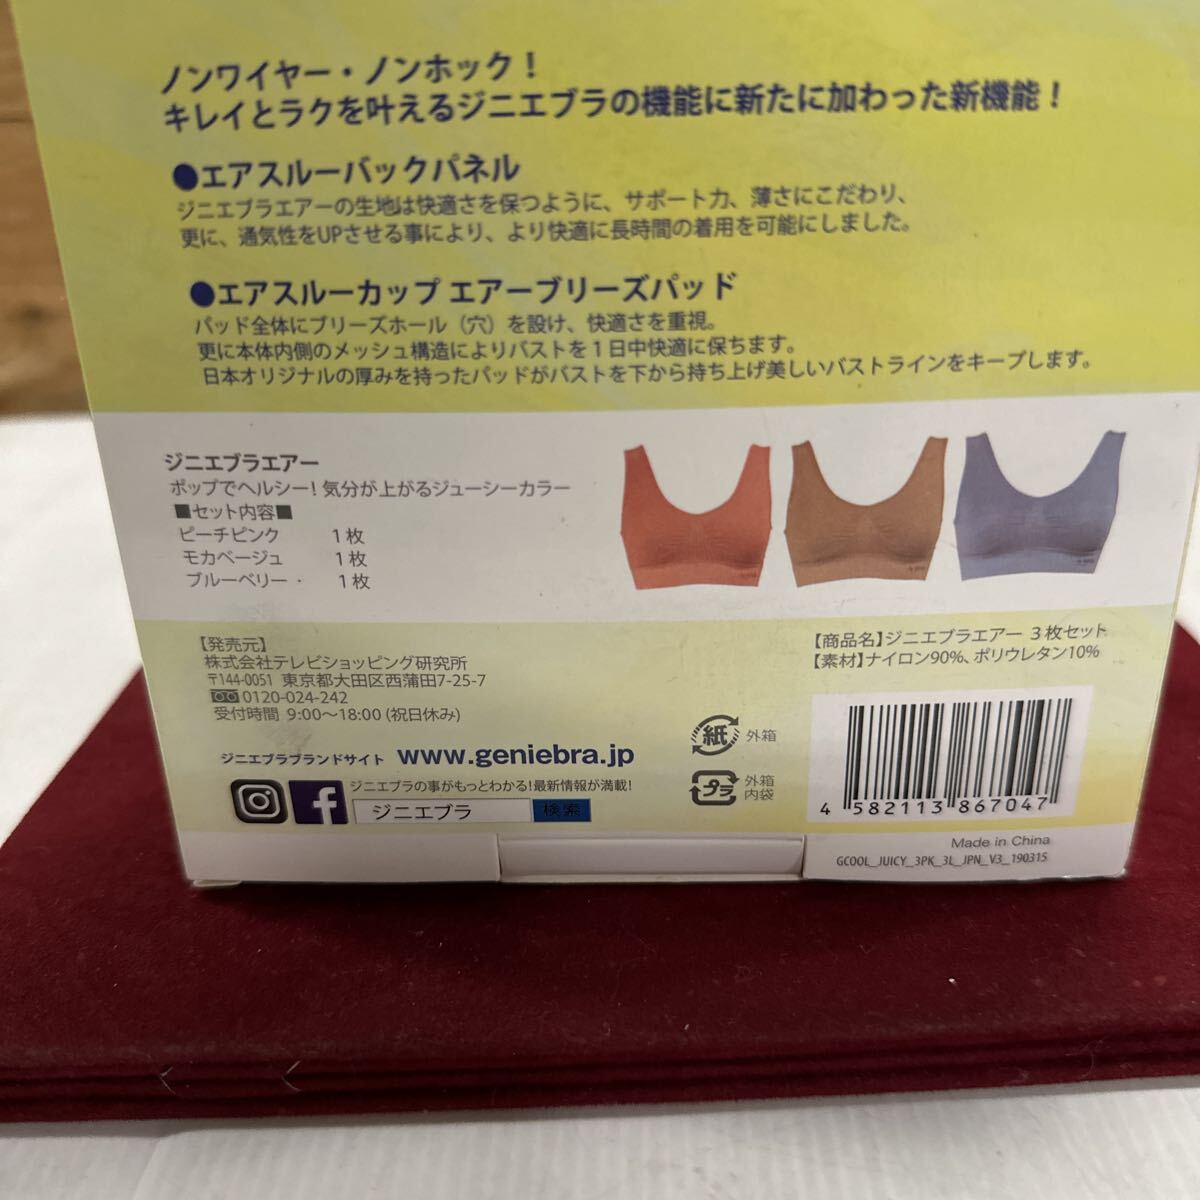 ノンワイヤー・ノンホック！
キレイとラクを叶えるジニエブラの機能に新たに加わった新機能！
●エアスルーバックパネル
ジニエブラエアーの生地は快適さを保つように、サポート力、薄さにこだわり、
更に、通気性をUPさせる事により、より快適に長時間の着用を可能にしました。
●エアスルーカップ エアーブリーズパッド
パッド全体にブリーズホール（穴）を設け、快適さを重視。
更に本体内側のメッシュ構造によりバストを１日中快適に保ちます。
日本オリジナルの厚みを持ったパッドがバストを下から持ち上げ美しいバストラインをキープします。
ジニエブラエアー
ポップでヘルシー！気分が上がるジューシーカラー
■セット内容■
ピーチピンク 1枚
モカベージュ 1枚
ブルーベリー・ 1枚
【発売元】
株式会社テレビショッピング研究所
〒144-0051 東京都大田区西蒲田7-25-7
0120-024-242
受付時間 9:00～18:00 (祝日休み)
ジニエブラブランドサイト www.geniebra.jp
ジニエブラの事がもっとわかる！最新情報が満載！
ジニエブラ 検索
【商品名】ジニエブラエアー ３枚セット
【素材】ナイロン90%、ポリウレタン10%
紙 外箱
プラ 外箱
内袋
4 582113 867047
Made in China
GCOOL_JUICY_3PK_3L_JPN_V3_190315